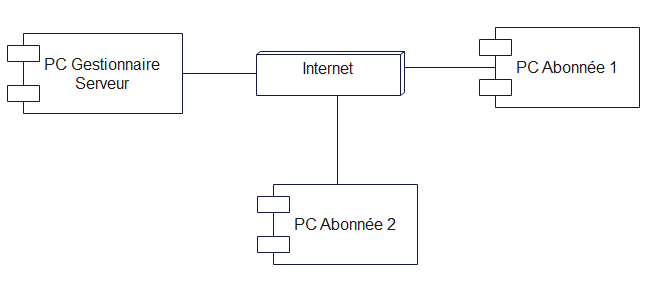 PC Gestionnaire
Serveur
Internet
PC Abonnée 1
PC Abonnée 2